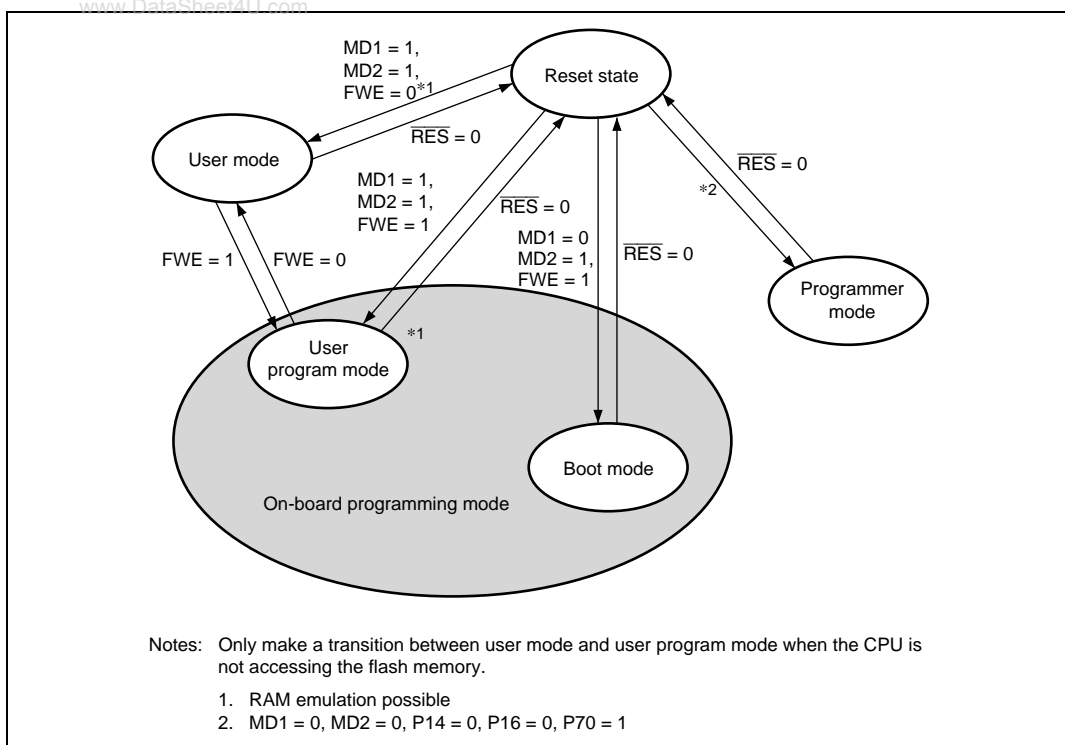 www.DataSheet4U.com
MD1 = 1,
MD2 = 1,
FWE = 0*1
Reset state
RES = 0
User mode
MD1 = 1,
MD2 = 1,
FWE = 1
RES = 0
MD1 = 0
MD2 = 1,
FWE = 1
RES = 0
*2
RES = 0
FWE = 1
FWE = 0
Programmer
mode
User
program mode
*1
Boot mode
On-board programming mode
Notes: Only make a transition between user mode and user program mode when the CPU is
not accessing the flash memory.
1. RAM emulation possible
2. MD1 = 0, MD2 = 0, P14 = 0, P16 = 0, P70 = 1